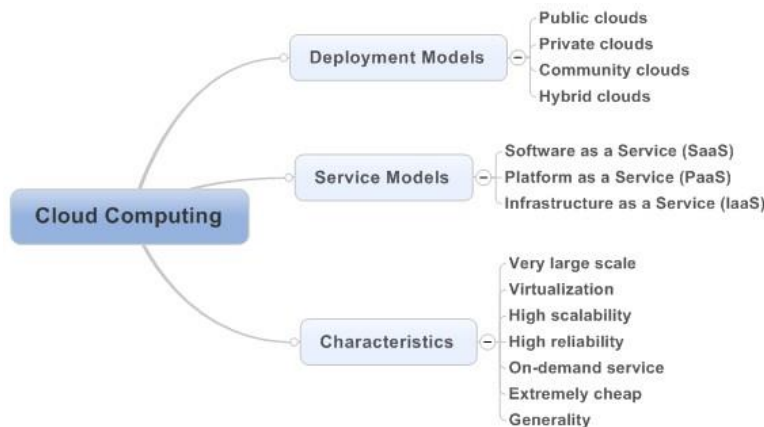 Cloud Computing
Deployment Models
Public clouds
Private clouds
Community clouds
Hybrid clouds
Service Models
Software as a Service (SaaS)
Platform as a Service (PaaS)
Infrastructure as a Service (IaaS)
Characteristics
Very large scale
Virtualization
High scalability
High reliability
On-demand service
Extremely cheap
Generality